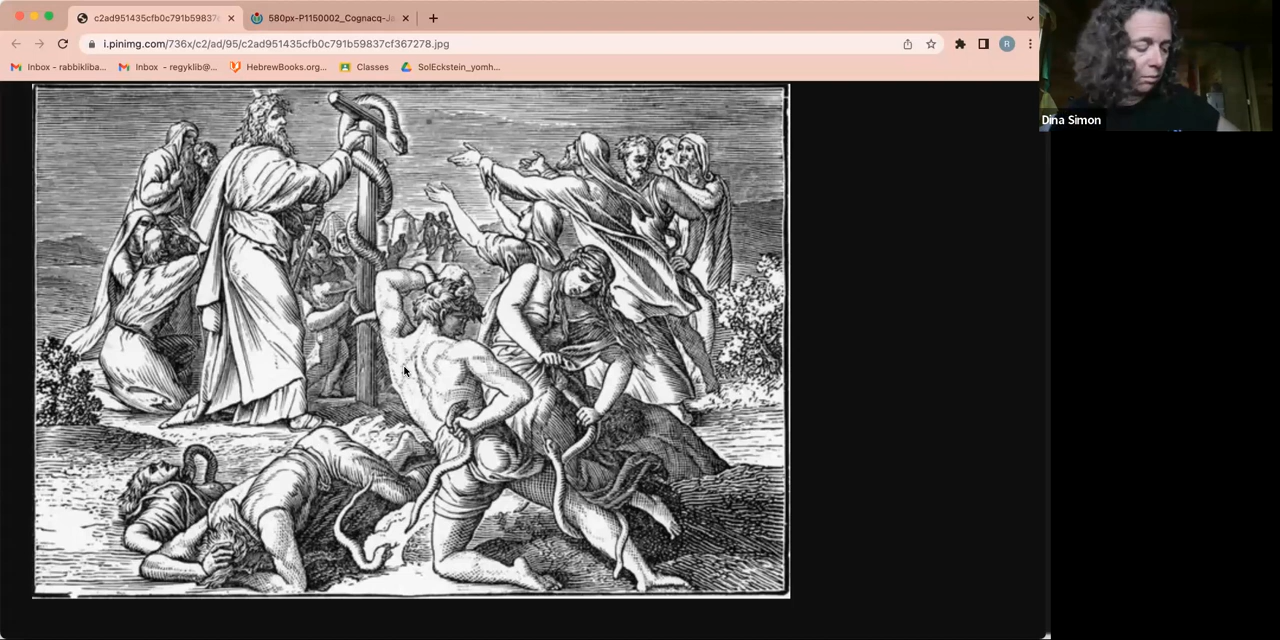 c2ad951435cfb0c791b59837
580px-P1150002_Cognacq-Ja
i.pinimg.com/736x/c2/ad/95/c2ad951435cfb0c791b59837cf367278.jpg
R
Inbox - rabbikliba...
Inbox - regyklib@...
HebrewBooks.org...
Classes
SolEckstein_yomh...
Dina Simon